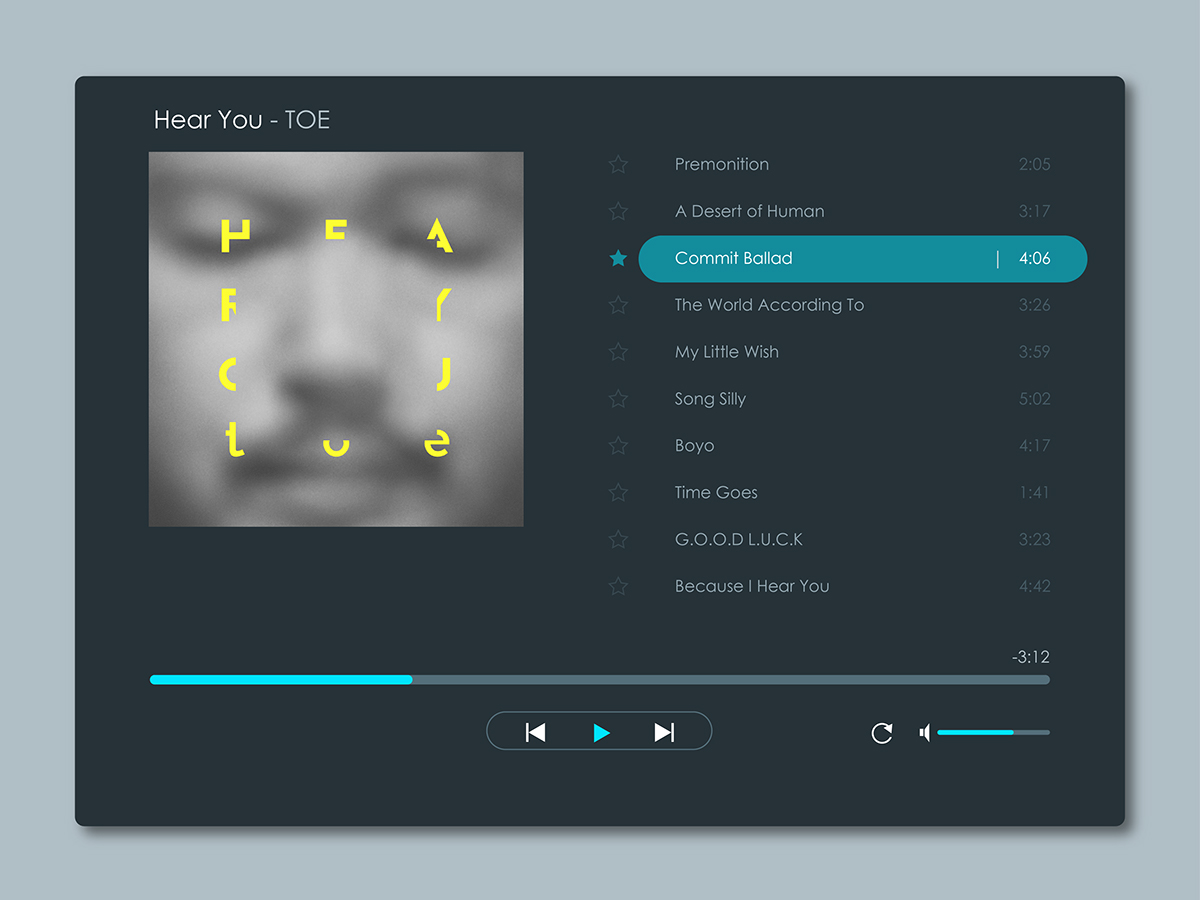 Hear You - TOE
H E A
R Y
O U
t o e
Premonition 2:05
A Desert of Human 3:17
Commit Ballad | 4:06
The World According To 3:26
My Little Wish 3:59
Song Silly 5:02
Boyo 4:17
Time Goes 1:41
G.O.O.D L.U.C.K 3:23
Because I Hear You 4:42
-3:12